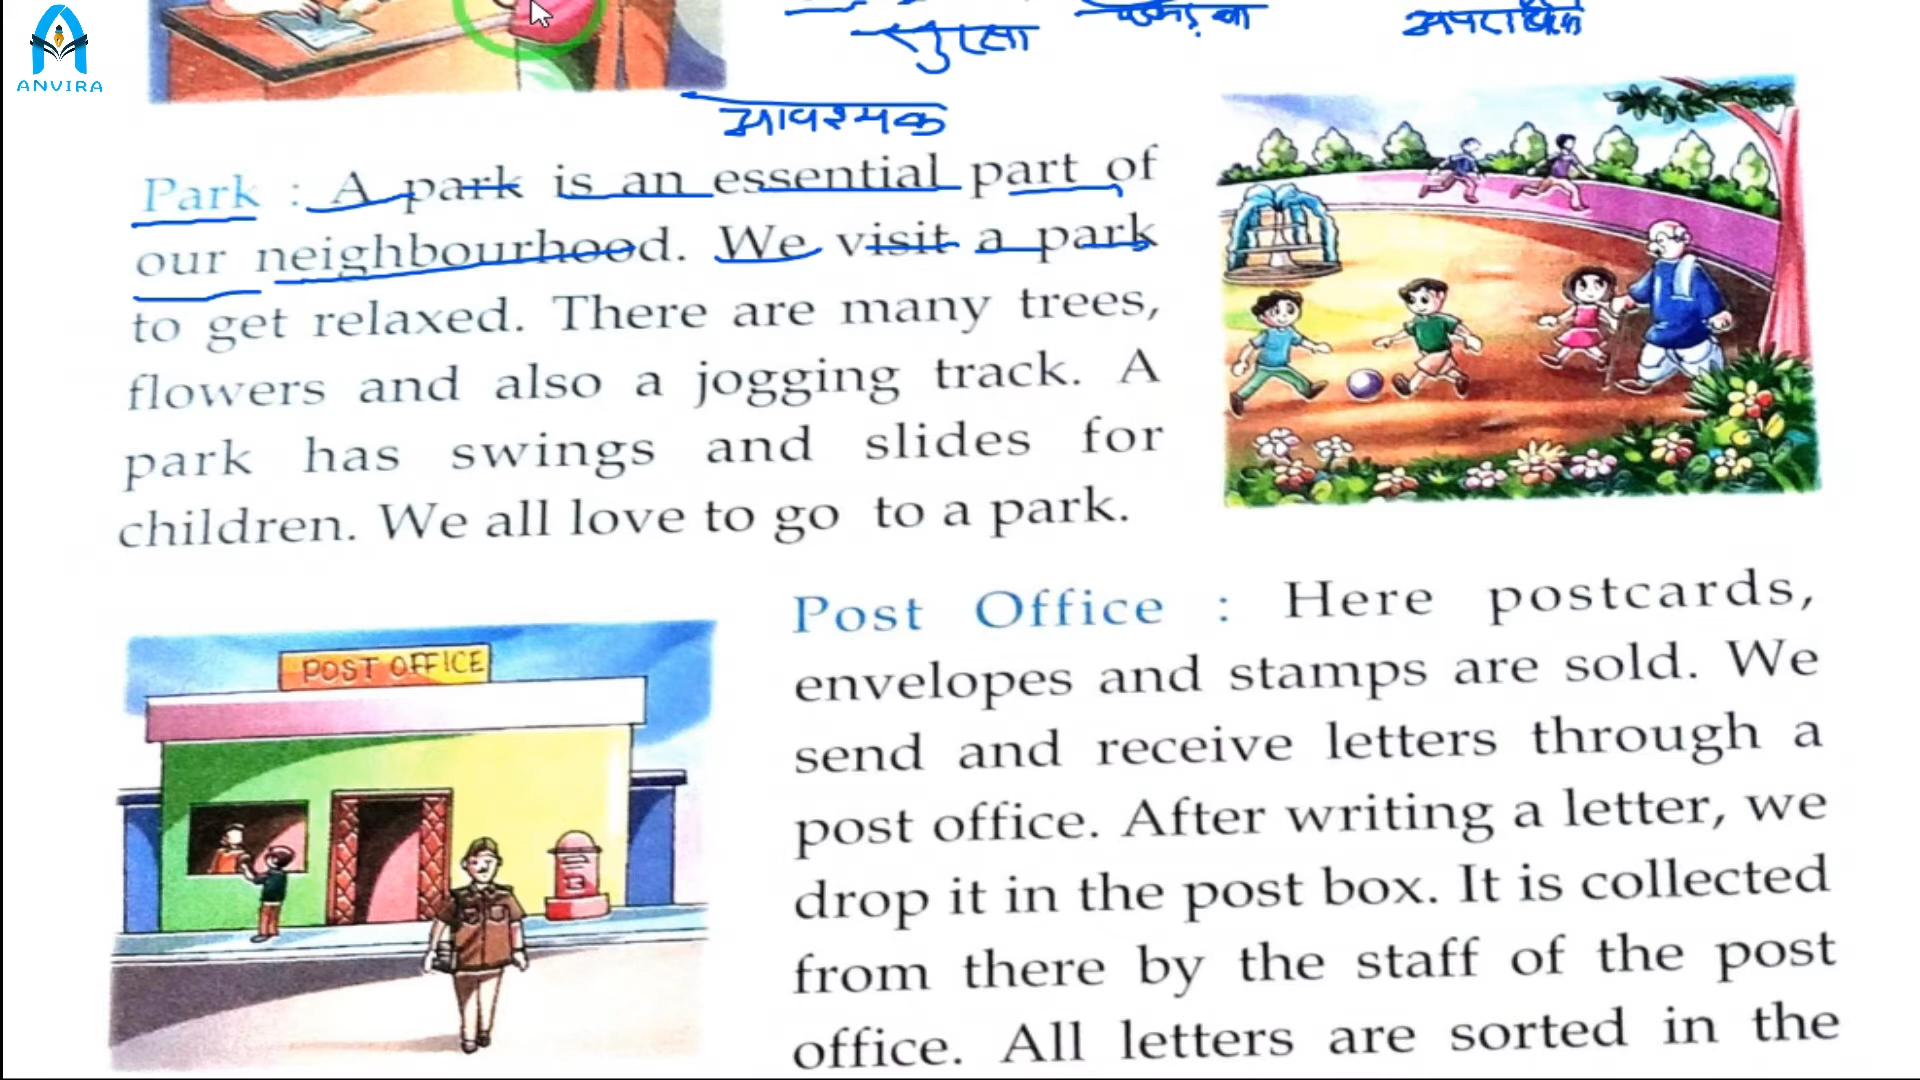 ANVIRA
सुरक्षा
आवश्यक
Park : A park is an essential part of
our neighbourhood. We visit a park
to get relaxed. There are many trees,
flowers and also a jogging track. A
park has swings and slides for
children. We all love to go to a park.
POST OFFICE
Post Office : Here postcards,
envelopes and stamps are sold. We
send and receive letters through a
post office. After writing a letter, we
drop it in the post box. It is collected
from there by the staff of the post
office. All letters are sorted in the